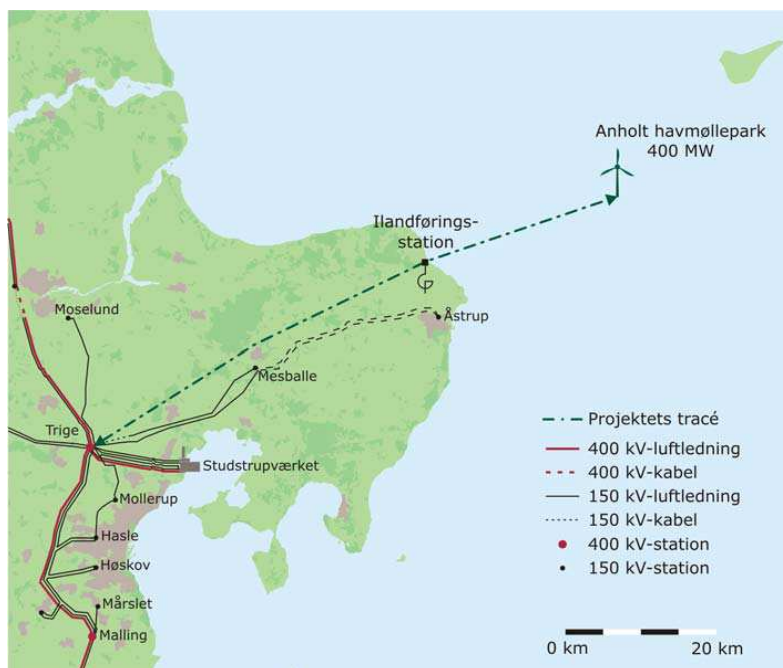 Anholt havmøllepark
400 MW
Ilandførings-
station
Moselund
Åstrup
Mesballe
Trige
Studstrupværket
Mollerup
Hasle
Høskov
Mårslet
Malling
Projektets tracé
400 kV-luftledning
400 kV-kabel
150 kV-luftledning
150 kV-kabel
400 kV-station
150 kV-station
0 km
20 km